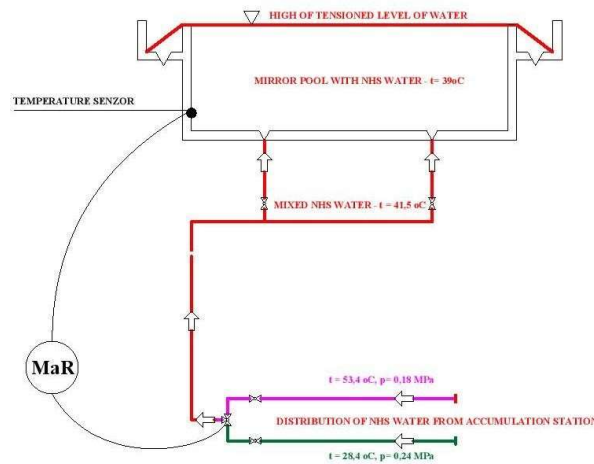 HIGH OF TENSIONED LEVEL OF WATER
MIRROR POOL WITH NHS WATER - t= 39oC
TEMPERATURE SENZOR
MIXED NHS WATER - t = 41,5 oC
MaR
t = 53,4 oC, p= 0,18 MPa
DISTRIBUTION OF NHS WATER FROM ACCUMULATION STATION
t = 28,4 oC, p= 0,24 MPa